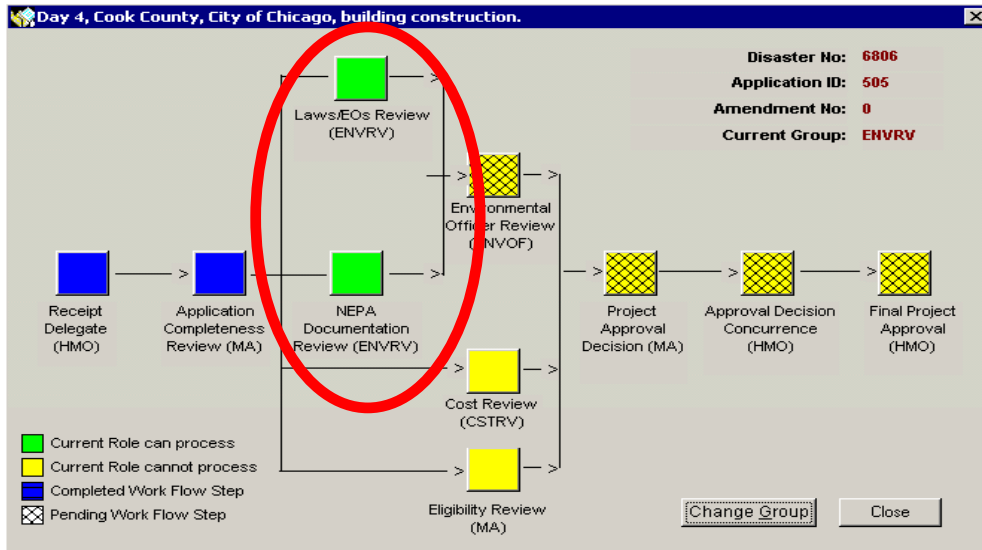 Day 4, Cook County, City of Chicago, building construction.
Disaster No: 6806
Application ID: 505
Amendment No: 0
Current Group: ENVRV
Laws/EOs Review
(ENVRV)
Environmental
Officer Review
(ENVOF)
Receipt
Delegate
(HMO)
Application
Completeness
Review (MA)
NEPA
Documentation
Review (ENVRV)
Project
Approval
Decision (MA)
Approval Decision
Concurrence
(HMO)
Final Project
Approval
(HMO)
Cost Review
(CSTRV)
Eligibility Review
(MA)
Current Role can process
Current Role cannot process
Completed Work Flow Step
Pending Work Flow Step
Change Group
Close